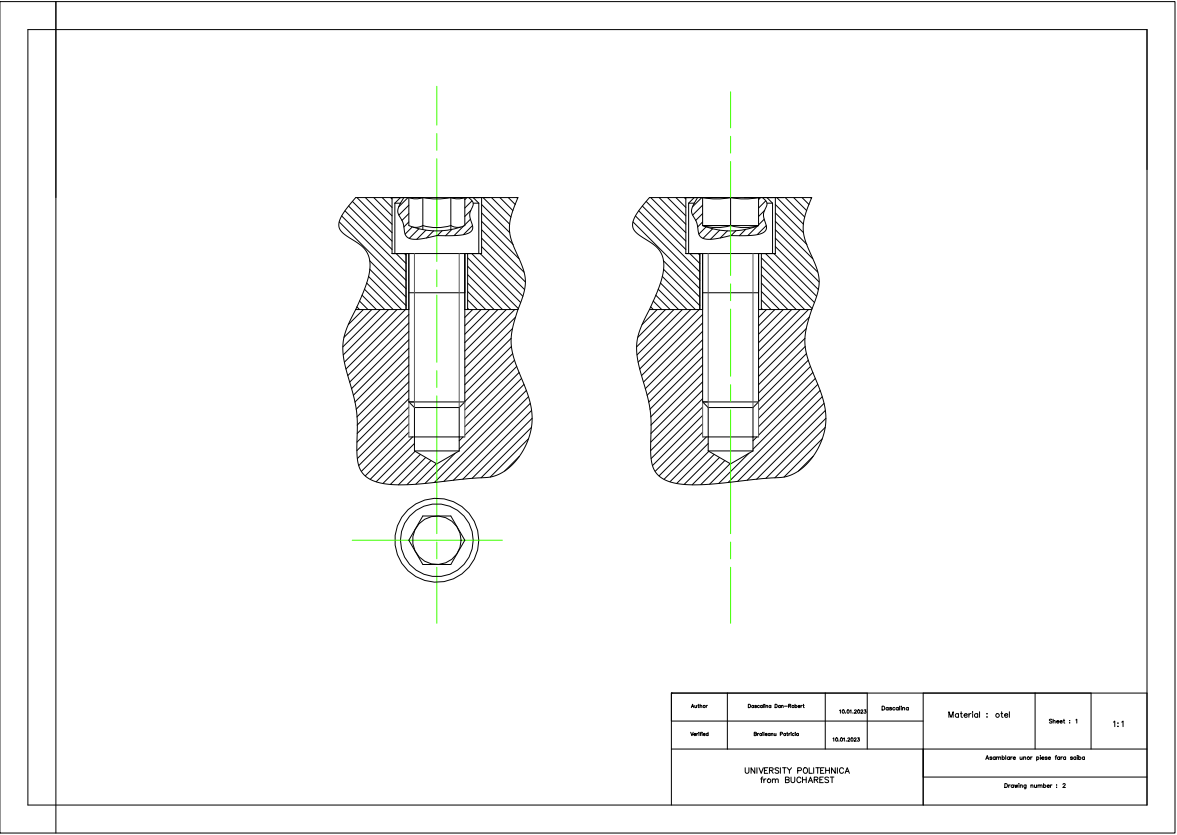 Author Dascalina Dan-Robert 10.01.2023 Dascalina
Verified Braileanu Patricia 10.01.2023
Material : otel
Sheet : 1
1:1
UNIVERSITY POLITEHNICA
from BUCHAREST
Asamblare unor piese fara saiba
Drawing number : 2